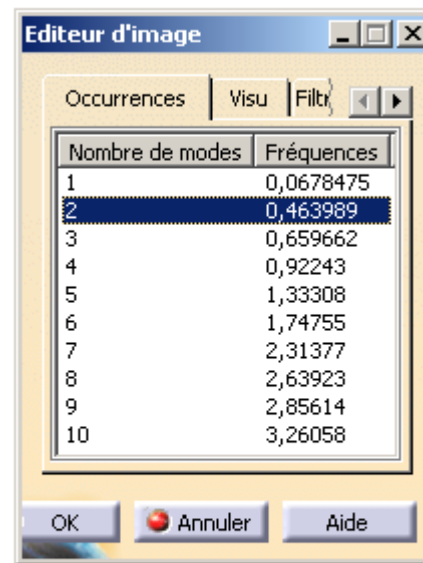 Editeur d'image
Occurrences Visu Filtr
Nombre de modes Fréquences
1 0,0678475
2 0,463989
3 0,659662
4 0,92243
5 1,33308
6 1,74755
7 2,31377
8 2,63923
9 2,85614
10 3,26058
OK Annuler Aide